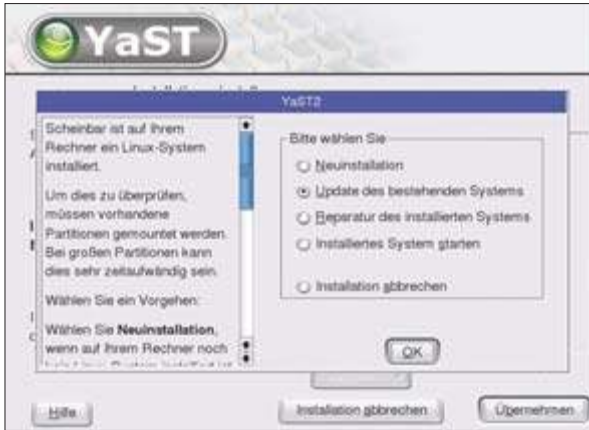 YaST
YaST2
Scheinbar ist auf Ihrem
Rechner ein Linux-System
installiert.
Um dies zu überprüfen,
müssen vorhandene
Partitionen gemountet werden.
Bei großen Partitionen kann
dies sehr zeitaufwändig sein.
Wählen Sie ein Vorgehen:
Wählen Sie Neuinstallation,
wenn auf Ihrem Rechner noch
Bitte wählen Sie
Neuinstallation
Update des bestehenden Systems
Reparatur des installierten Systems
Installiertes System starten
Installation abbrechen
OK
Hilfe
Installation abbrechen
Übernehmen